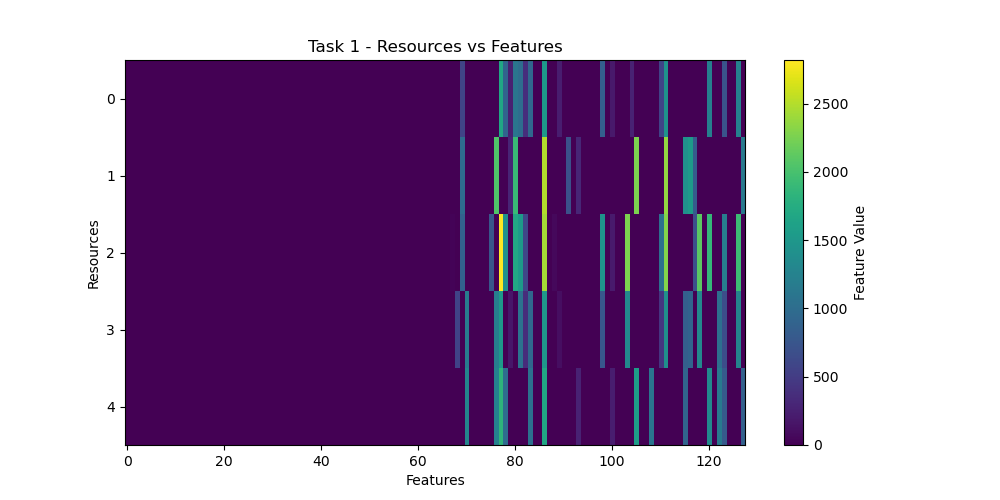 Task 1 - Resources vs Features
Resources
0
1
2
3
4
0 20 40 60 80 100 120
Features
2500
2000
1500
1000
500
0
Feature Value